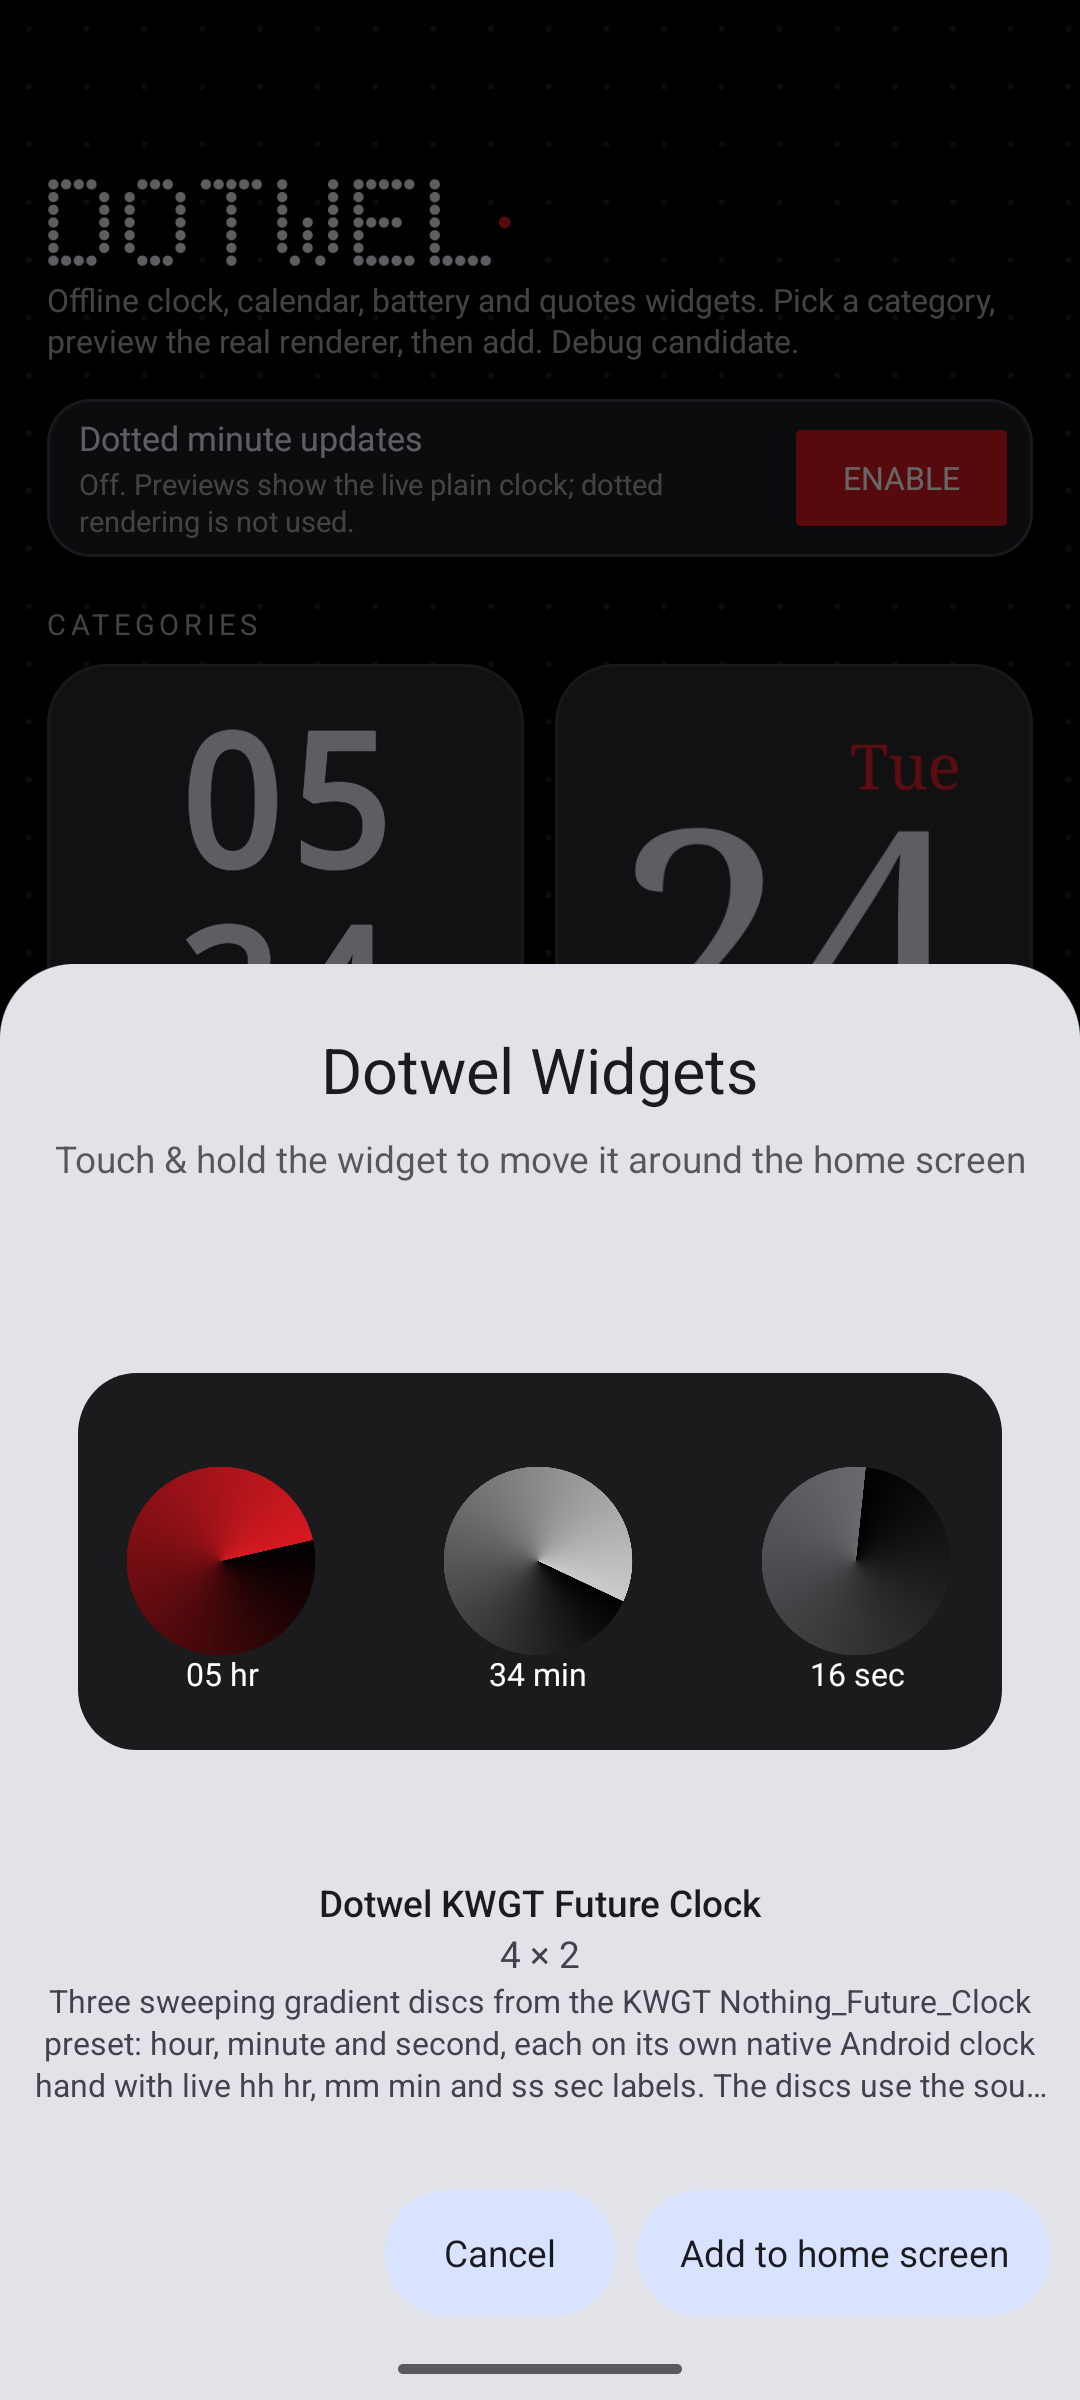 DOTWEL
Offline clock, calendar, battery and quotes widgets. Pick a category,
preview the real renderer, then add. Debug candidate.
Dotted minute updates
Off. Previews show the live plain clock; dotted
rendering is not used.
ENABLE
CATEGORIES
05
24
Tue
24
Dotwel Widgets
Touch & hold the widget to move it around the home screen
05 hr
34 min
16 sec
Dotwel KWGT Future Clock
4 × 2
Three sweeping gradient discs from the KWGT Nothing_Future_Clock
preset: hour, minute and second, each on its own native Android clock
hand with live hh hr, mm min and ss sec labels. The discs use the sou…
Cancel
Add to home screen